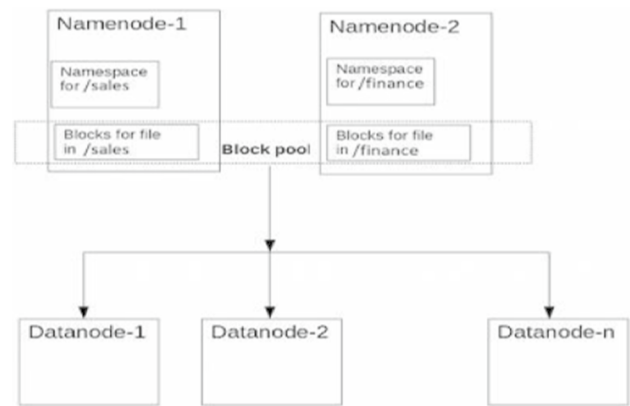 Namenode-1
Namespace
for /sales
Blocks for file
in /sales
Namenode-2
Namespace
for /finance
Blocks for file
in /finance
Block pool
Datanode-1
Datanode-2
Datanode-n